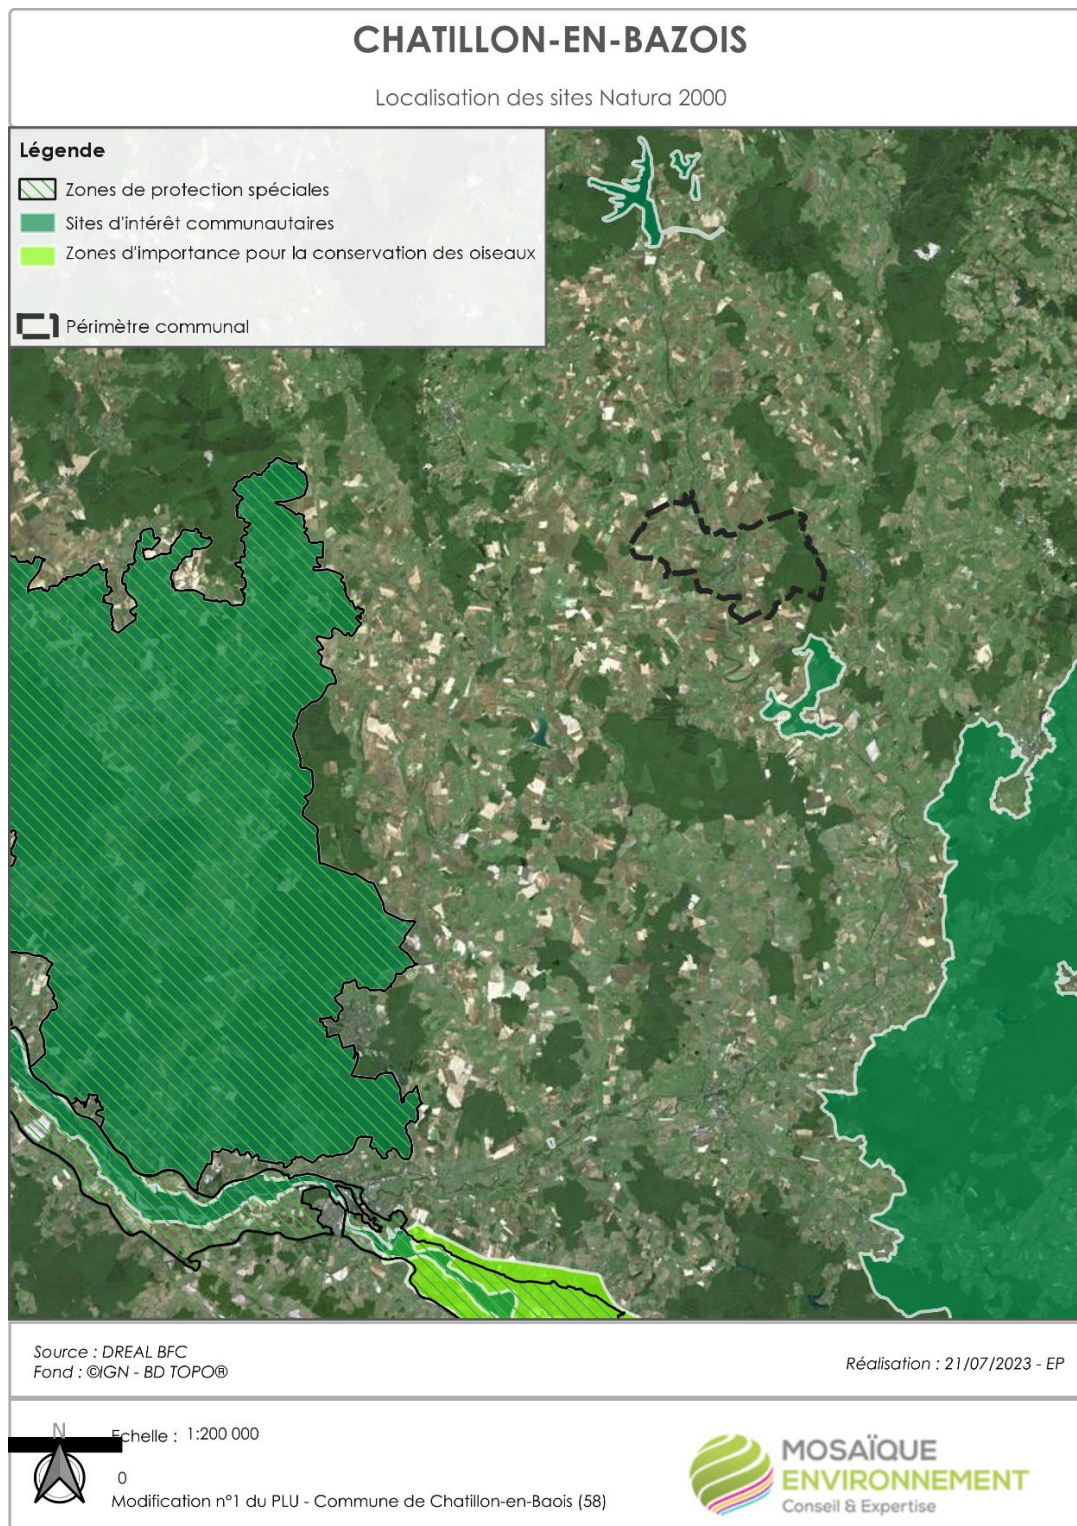 CHATILLON-EN-BAZOIS
Localisation des sites Natura 2000
Légende
Zones de protection spéciales
Sites d'intérêt communautaires
Zones d'importance pour la conservation des oiseaux
Périmètre communal
Source : DREAL BFC
Fond : ©IGN - BD TOPO®
Réalisation : 21/07/2023 - EP
N
Echelle : 1:200 000
0
Modification n°1 du PLU - Commune de Chatillon-en-Baois (58)
MOSAÏQUE
ENVIRONNEMENT
Conseil & Expertise